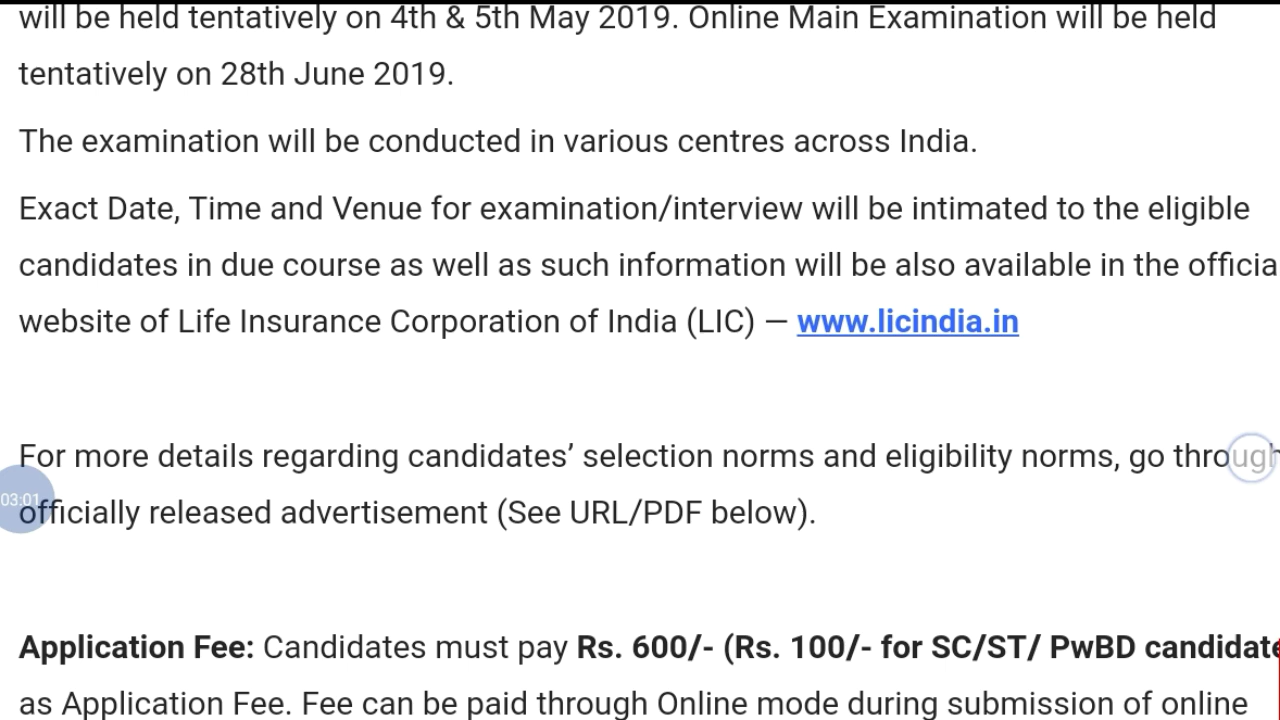 will be held tentatively on 4th & 5th May 2019. Online Main Examination will be held
tentatively on 28th June 2019.
The examination will be conducted in various centres across India.
Exact Date, Time and Venue for examination/interview will be intimated to the eligible
candidates in due course as well as such information will be also available in the officia
website of Life Insurance Corporation of India (LIC) — www.licindia.in
For more details regarding candidates’ selection norms and eligibility norms, go through
03:01
officially released advertisement (See URL/PDF below).
Application Fee: Candidates must pay Rs. 600/- (Rs. 100/- for SC/ST/ PwBD candidate
as Application Fee. Fee can be paid through Online mode during submission of online